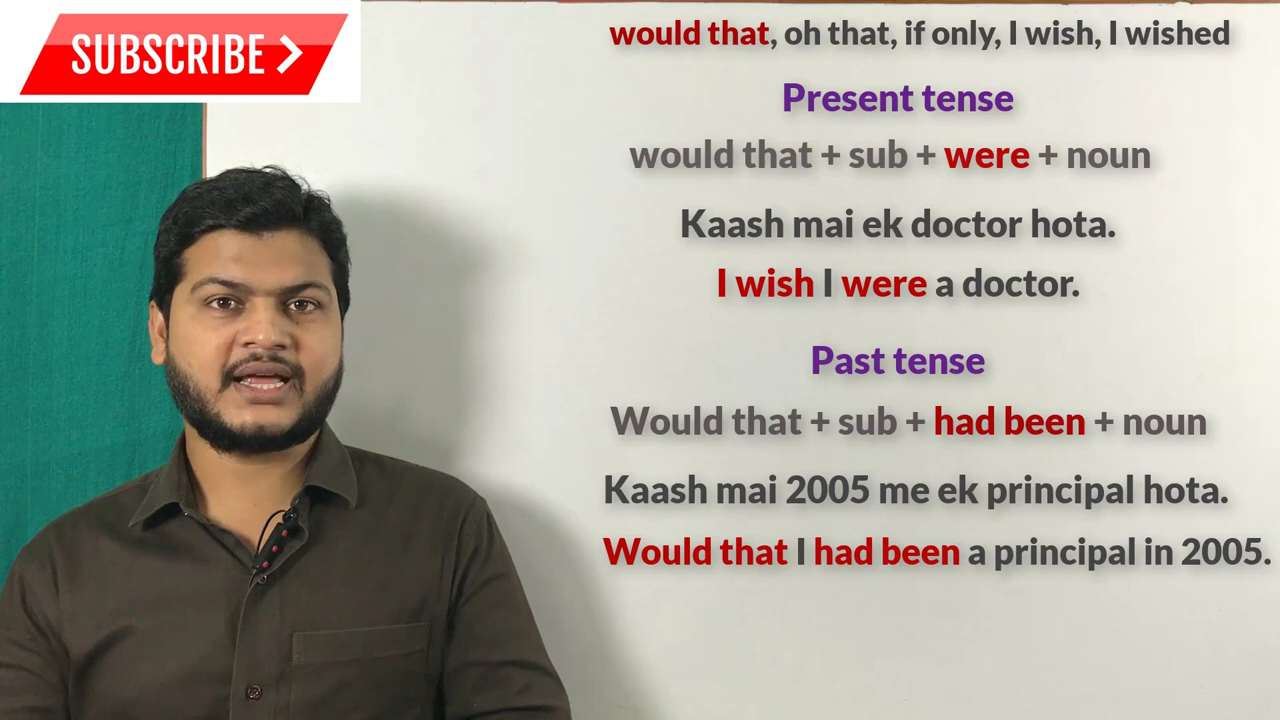 SUBSCRIBE
would that, oh that, if only, I wish, I wished
Present tense
would that + sub + were + noun
Kaash mai ek doctor hota.
I wish I were a doctor.
Past tense
Would that + sub + had been + noun
Kaash mai 2005 me ek principal hota.
Would that I had been a principal in 2005.